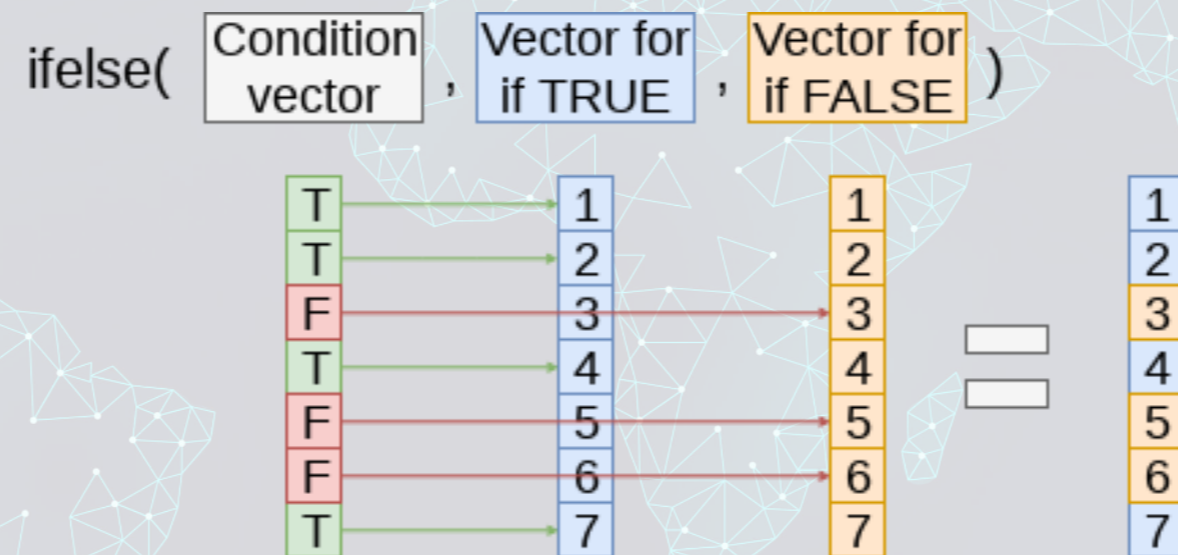 ifelse( Condition vector , Vector for if TRUE , Vector for if FALSE )
T 1 1 1
T 2 2 2
F 3 3 3
T 4 4 4
F 5 5 5
F 6 6 6
T 7 7 7